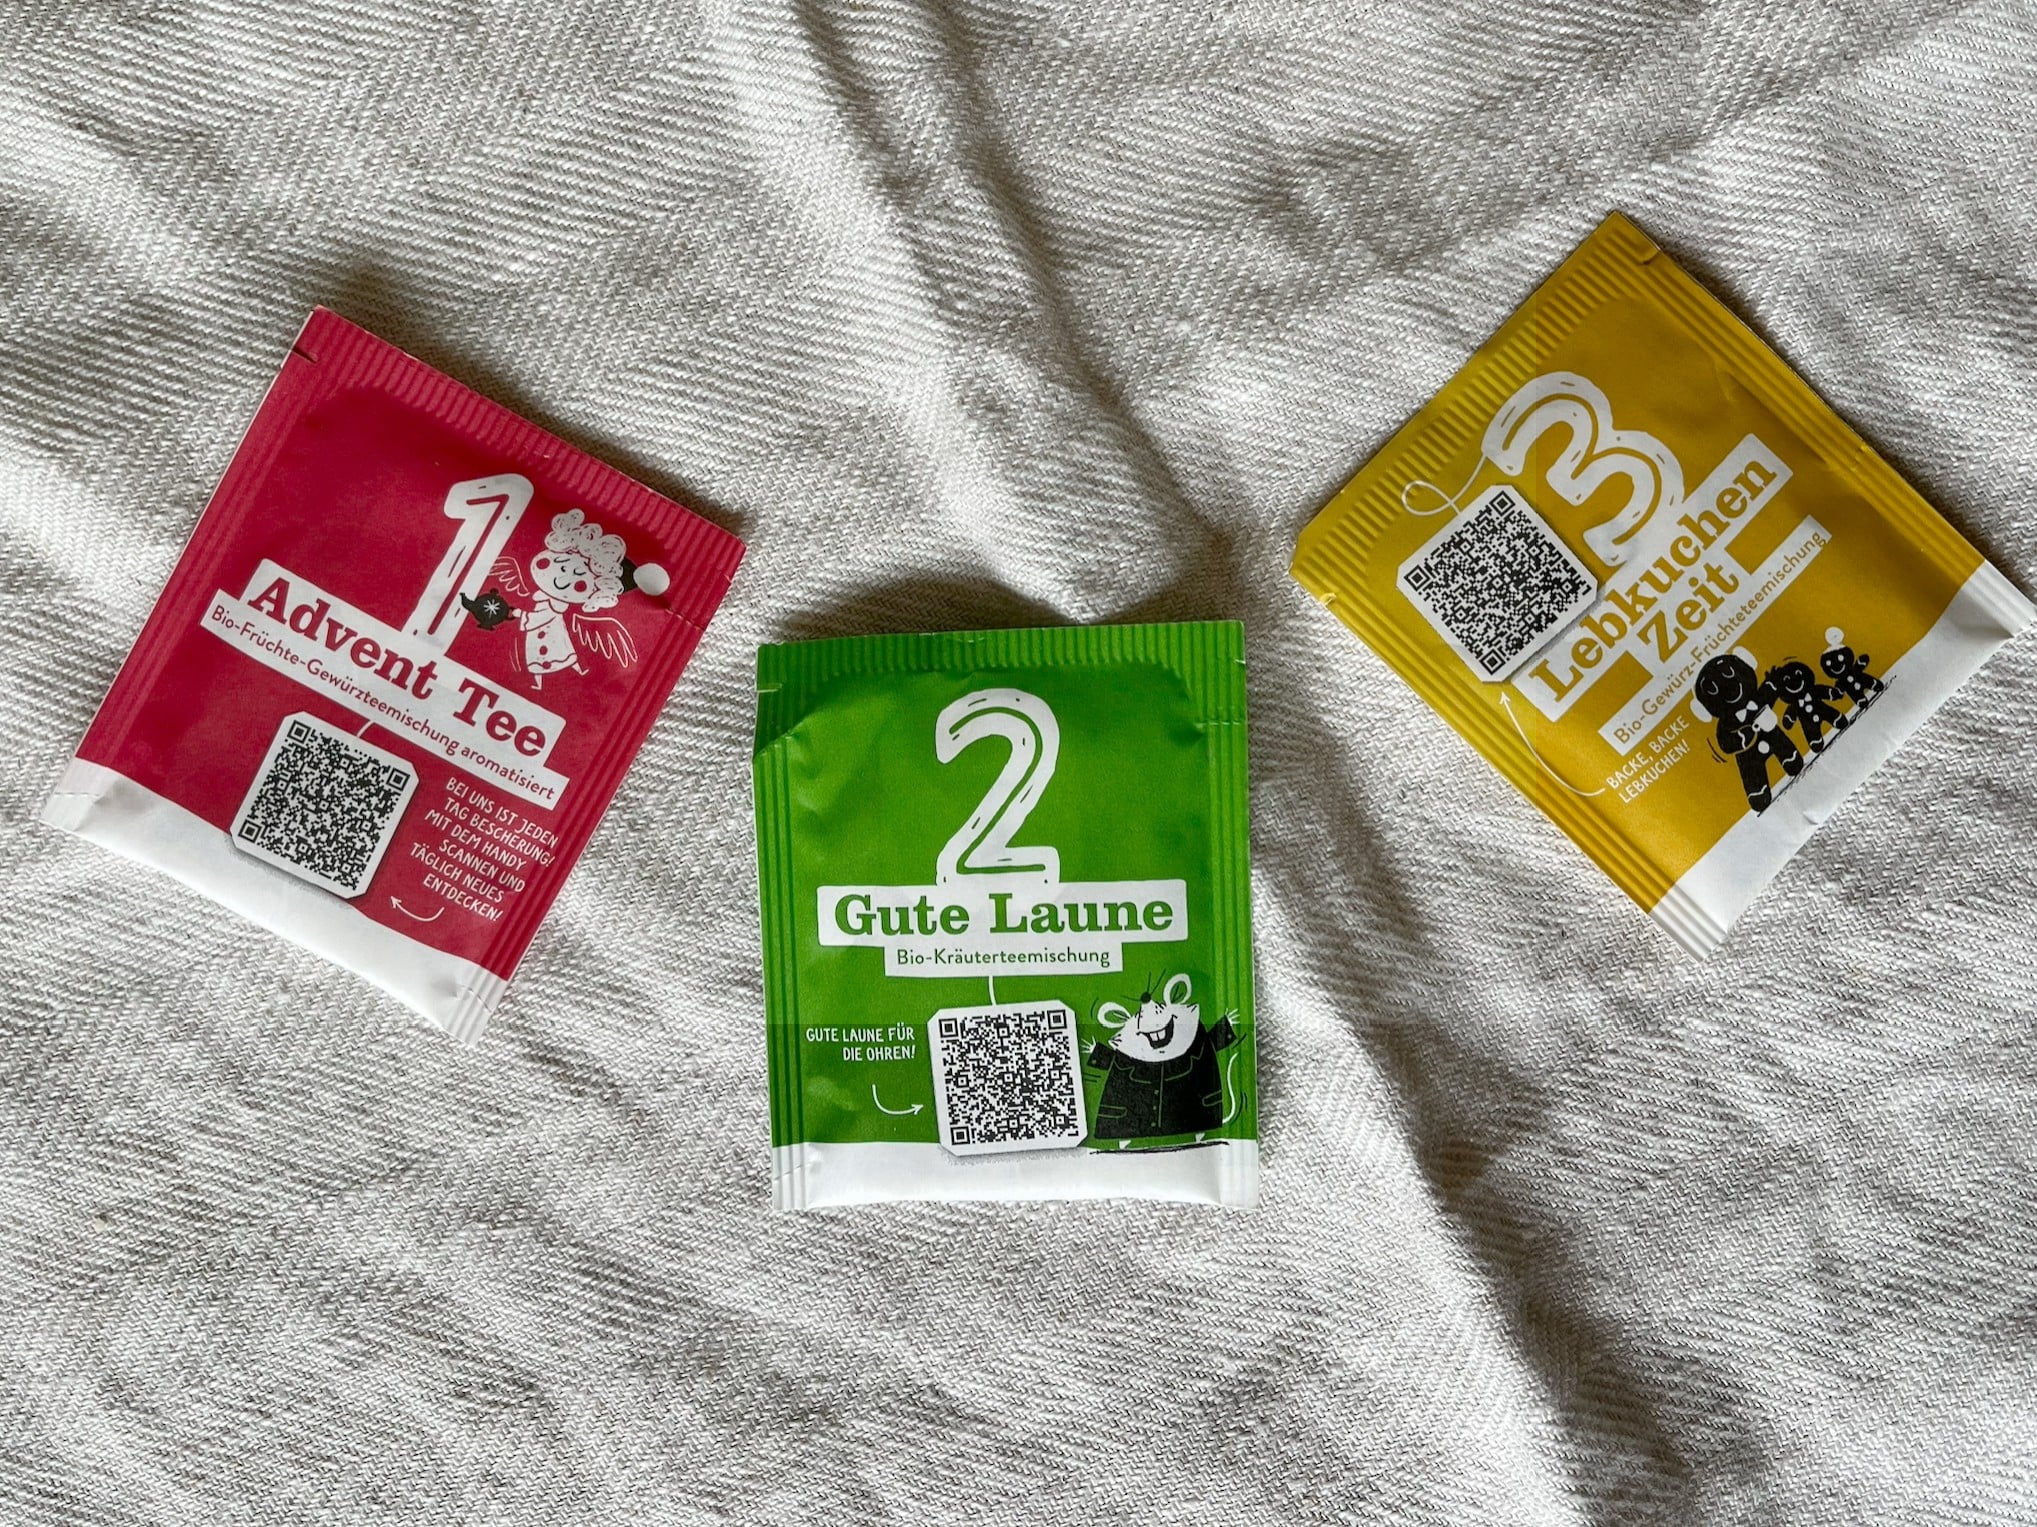 1
Advent Tee
Bio-Früchte-Gewürzteemischung aromatisiert
BEI UNS IST JEDEN
TAG BESCHERUNG!
MIT DEM HANDY
SCANNEN UND
TÄGLICH NEUES
ENTDECKEN!
2
Gute Laune
Bio-Kräuterteemischung
GUTE LAUNE FÜR
DIE OHREN!
3
Lebkuchen
Zeit
Bio-Gewürz-Früchteteemischung
BACKE, BACKE
LEBKUCHEN!